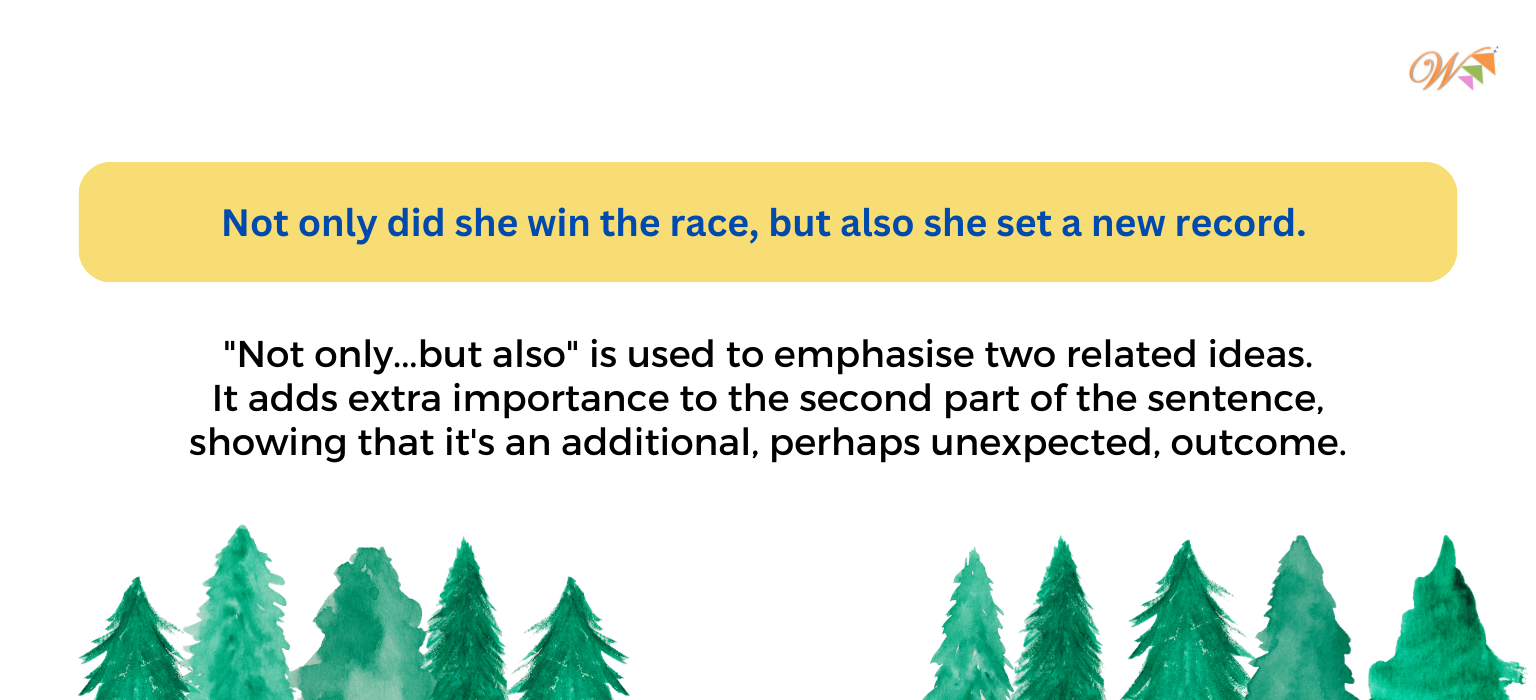 W
Not only did she win the race, but also she set a new record.
"Not only...but also" is used to emphasise two related ideas.
It adds extra importance to the second part of the sentence,
showing that it's an additional, perhaps unexpected, outcome.